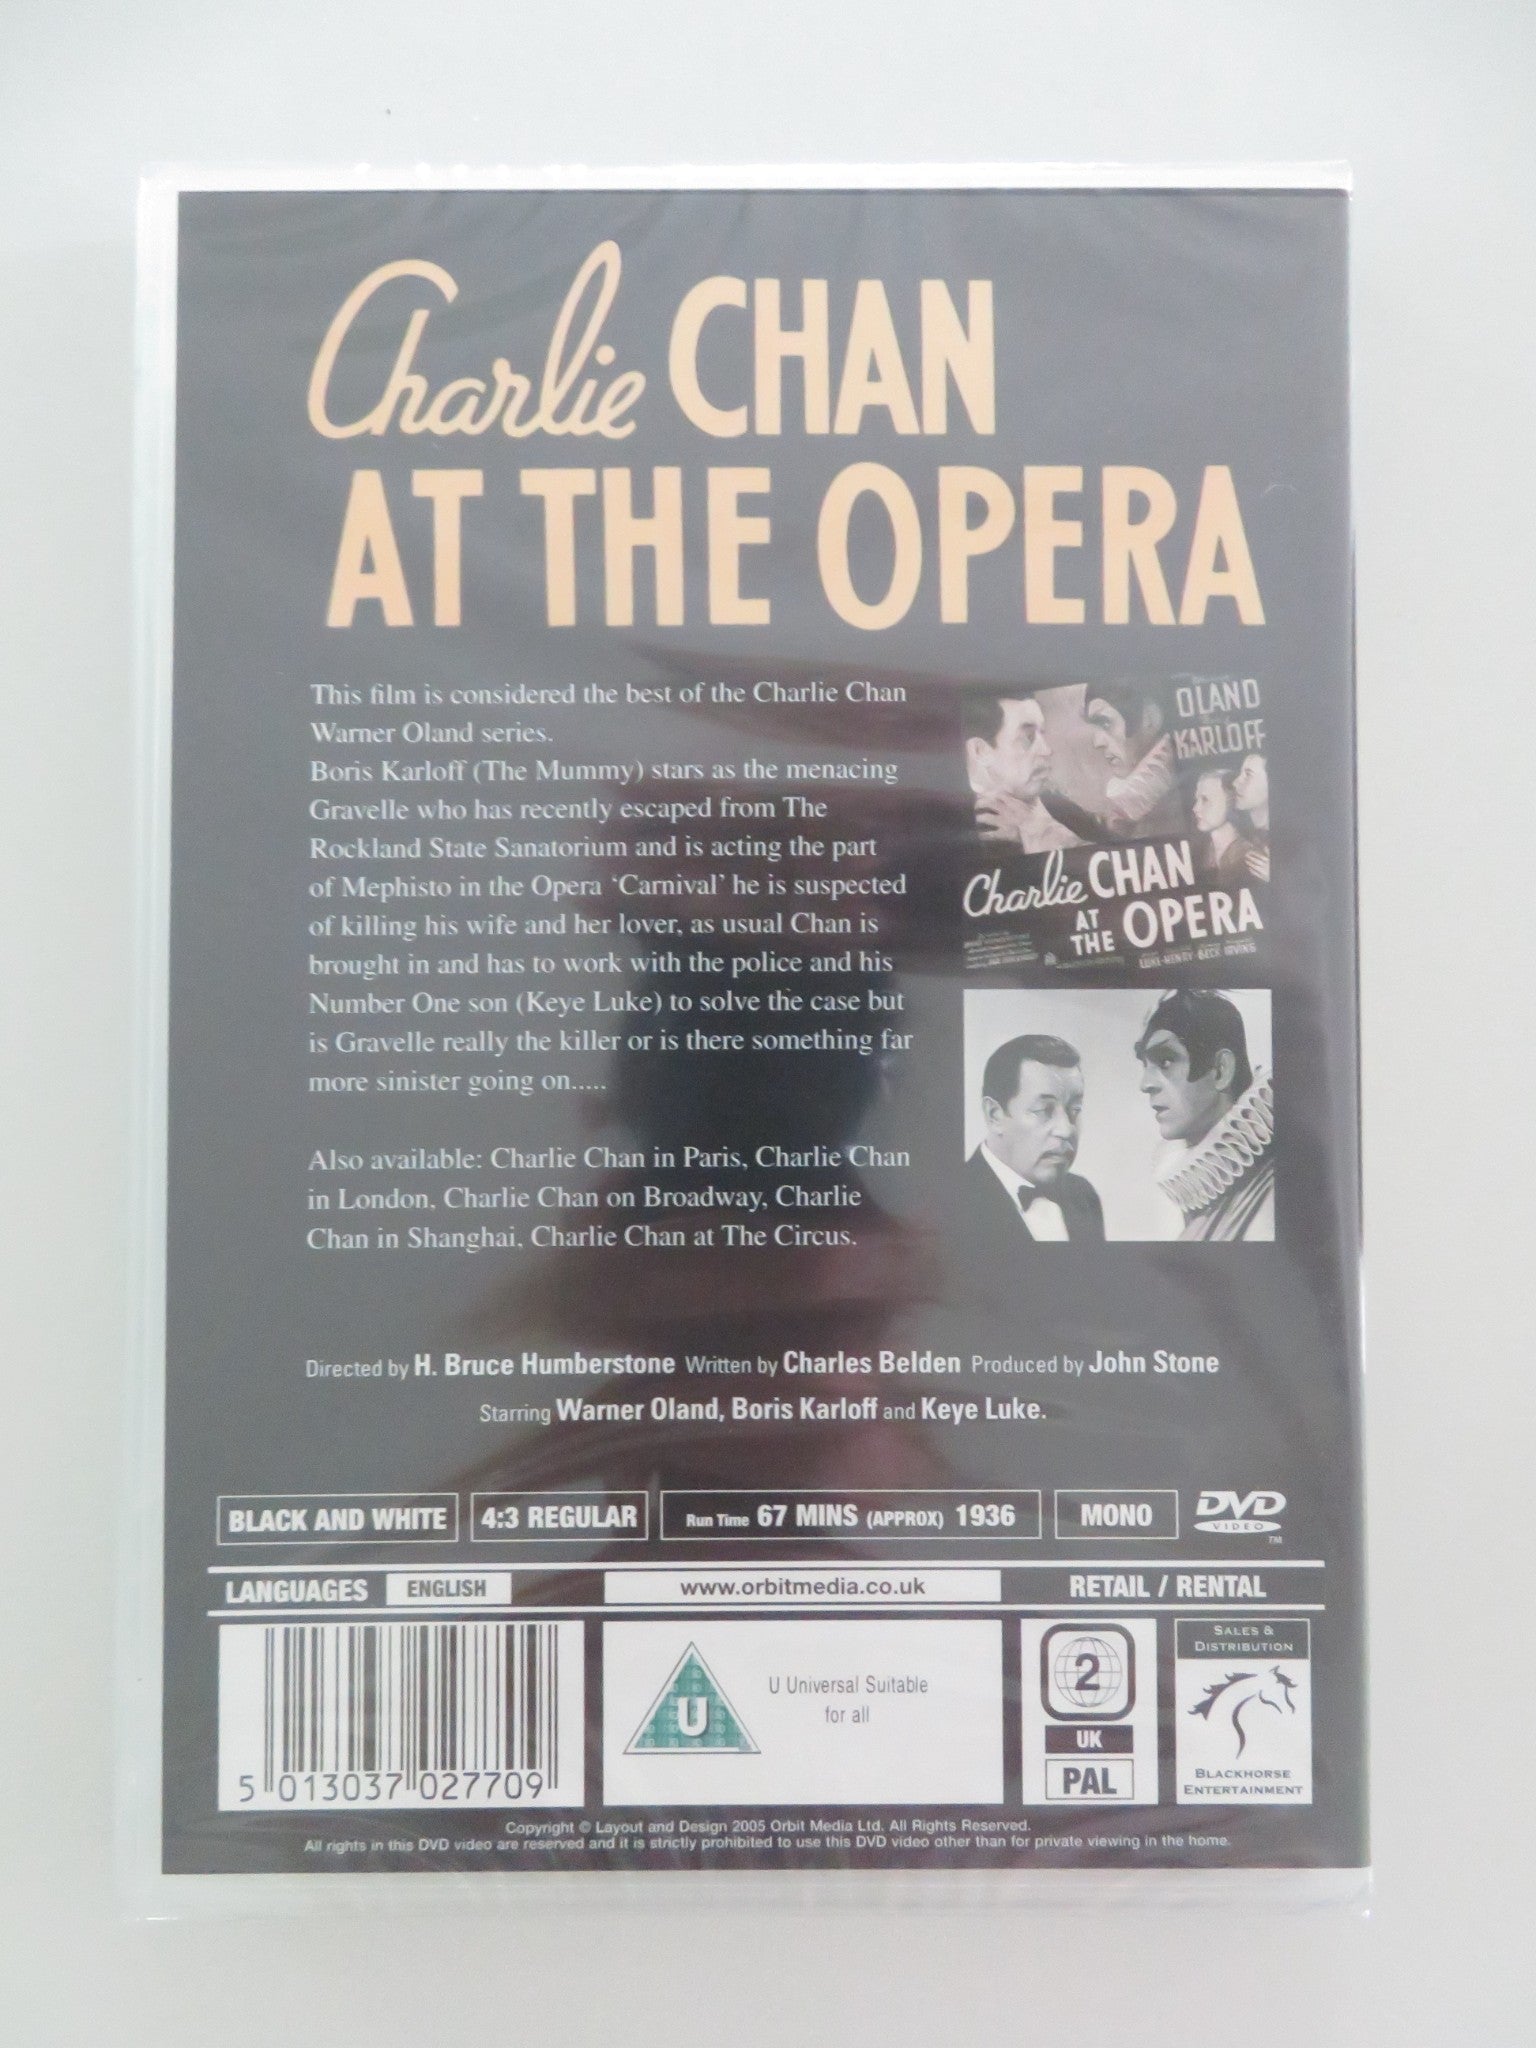 Charlie CHAN
AT THE OPERA
This film is considered the best of the Charlie Chan
Warner Oland series.
Boris Karloff (The Mummy) stars as the menacing
Gravelle who has recently escaped from The
Rockland State Sanatorium and is acting the part
of Mephisto in the Opera ‘Carnival’ he is suspected
of killing his wife and her lover, as usual Chan is
brought in and has to work with the police and his
Number One son (Keye Luke) to solve the case but
is Gravelle really the killer or is there something far
more sinister going on.....
OLAND
KARLOFF
Charlie CHAN
AT
THE OPERA
Also available: Charlie Chan in Paris, Charlie Chan
in London, Charlie Chan on Broadway, Charlie
Chan in Shanghai, Charlie Chan at The Circus.
Directed by H. Bruce Humberstone Written by Charles Belden Produced by John Stone
Starring Warner Oland, Boris Karloff and Keye Luke.
BLACK AND WHITE 4:3 REGULAR Run Time 67 MINS (APPROX) 1936 MONO DVD
VIDEO
TM
LANGUAGES ENGLISH www.orbitmedia.co.uk RETAIL / RENTAL
5 013037 027709
U
U Universal Suitable
for all
2
UK
PAL
SALES &
DISTRIBUTION
BLACKHORSE
ENTERTAINMENT
Copyright © Layout and Design 2005 Orbit Media Ltd. All Rights Reserved.
All rights in this DVD video are reserved and it is strictly prohibited to use this DVD video other than for private viewing in the home.